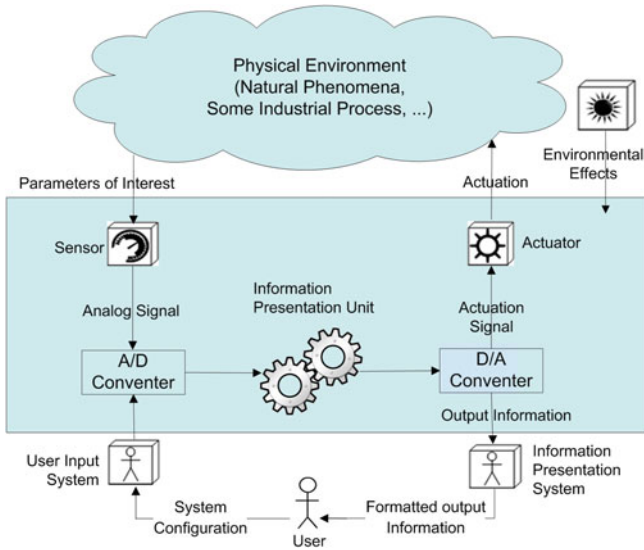 Physical Environment
(Natural Phenomena,
Some Industrial Process, ...)
Environmental
Effects
Parameters of Interest
Actuation
Sensor
Actuator
Analog Signal
Information
Presentation Unit
Actuation
Signal
A/D
Conventer
D/A
Conventer
Output Information
User Input
System
Information
Presentation
System
System
Configuration
User
Formatted output
Information